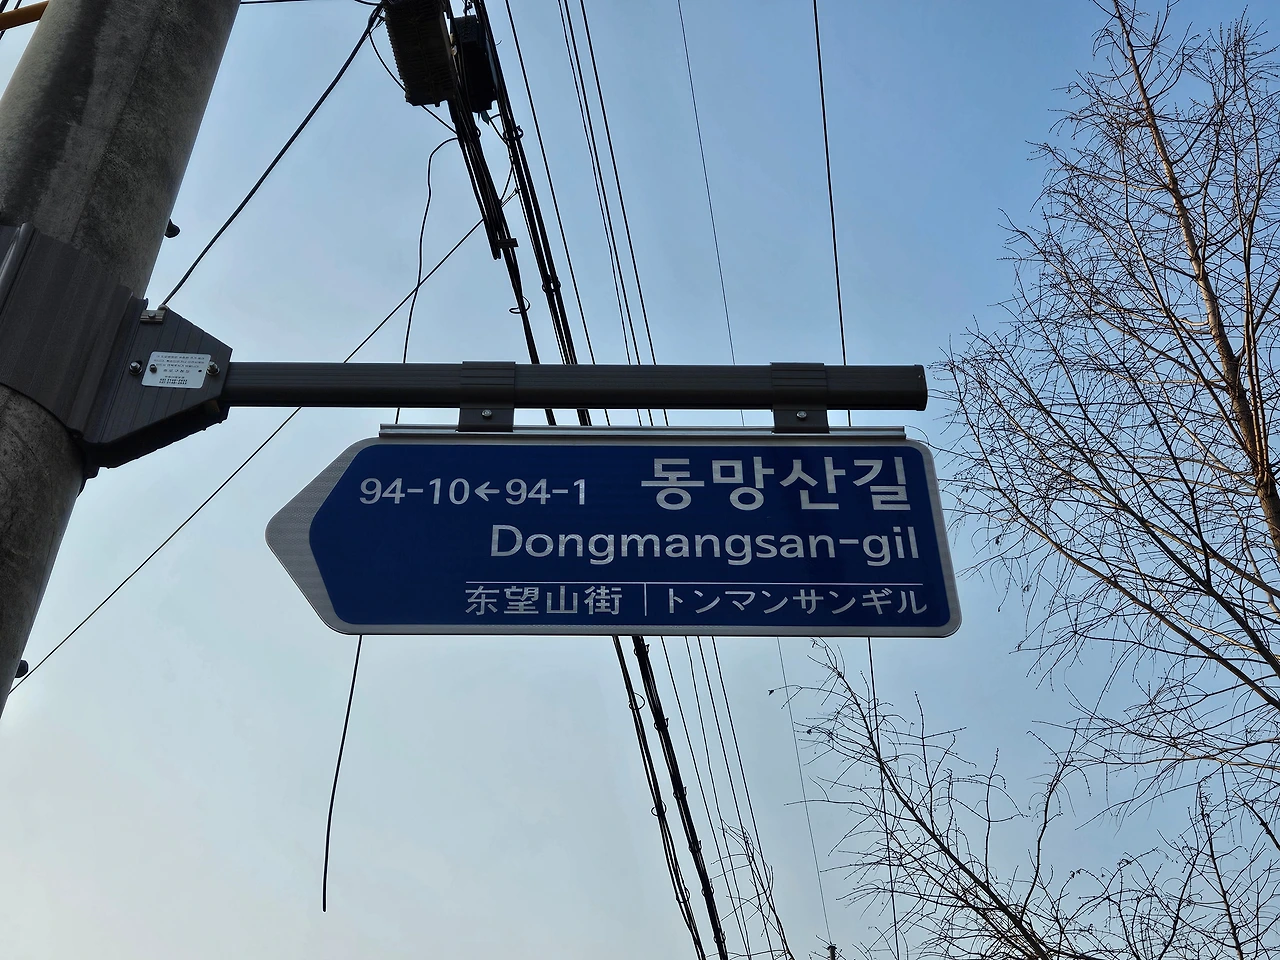 94-10←94-1 동망산길
Dongmangsan-gil
东望山街 | トンマンサンギル